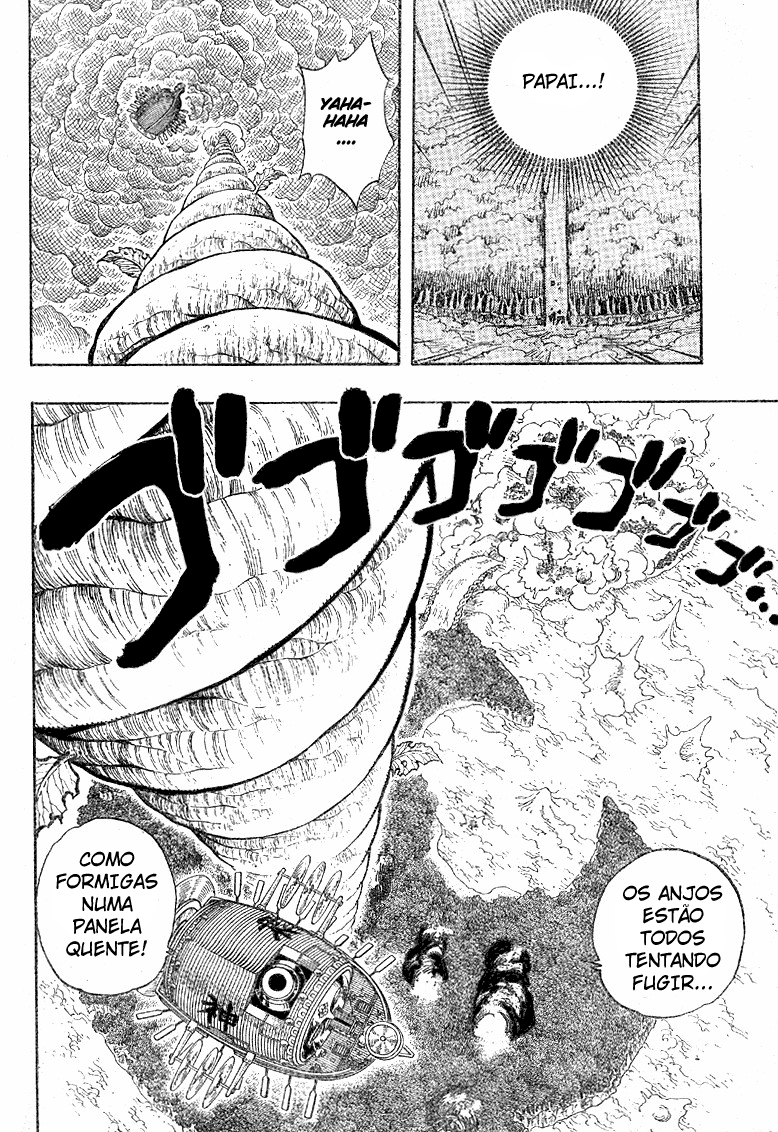 PAPAI...!
YAHA-
HAHA
....
ゴゴゴゴゴゴゴ...
OS ANJOS
ESTÃO
TODOS
TENTANDO
FUGIR...
COMO
FORMIGAS
NUMA
PANELA
QUENTE!
神